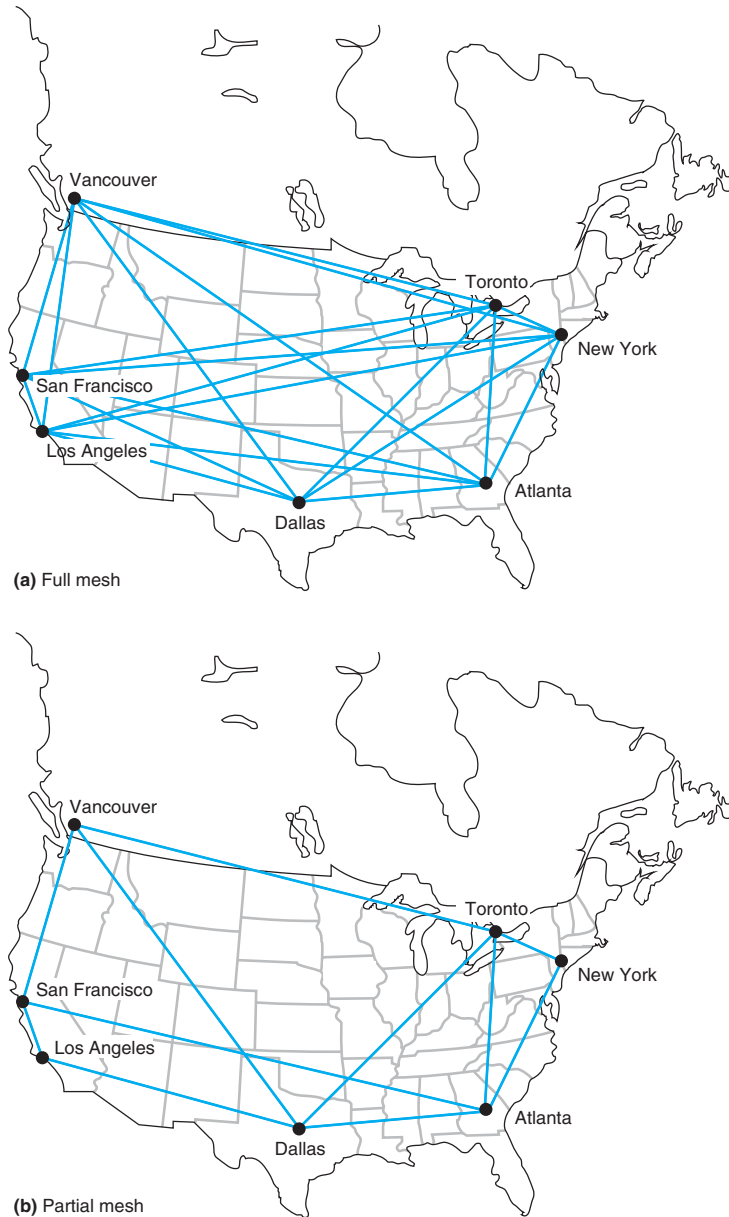 Vancouver
Toronto
New York
San Francisco
Los Angeles
Atlanta
Dallas
(a) Full mesh
Vancouver
Toronto
New York
San Francisco
Los Angeles
Atlanta
Dallas
(b) Partial mesh